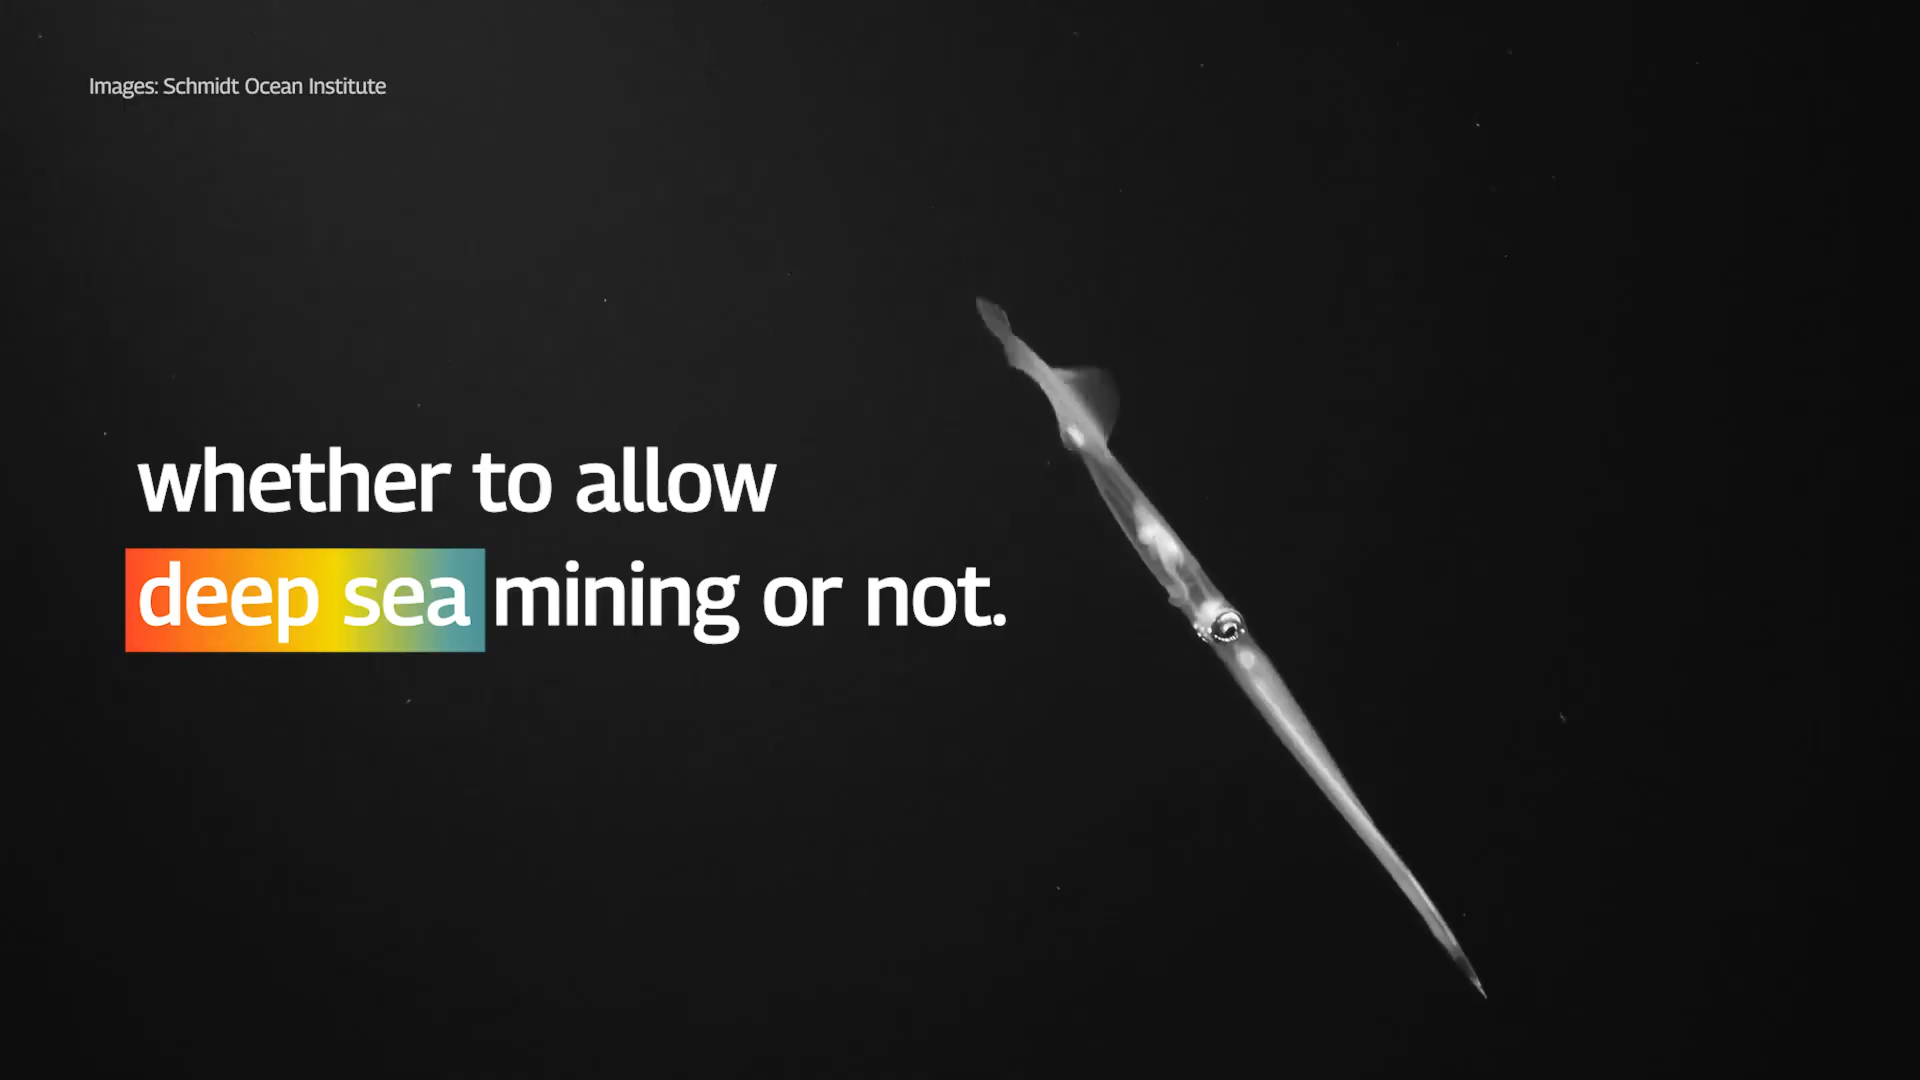 Images: Schmidt Ocean Institute
whether to allow
deep sea mining or not.